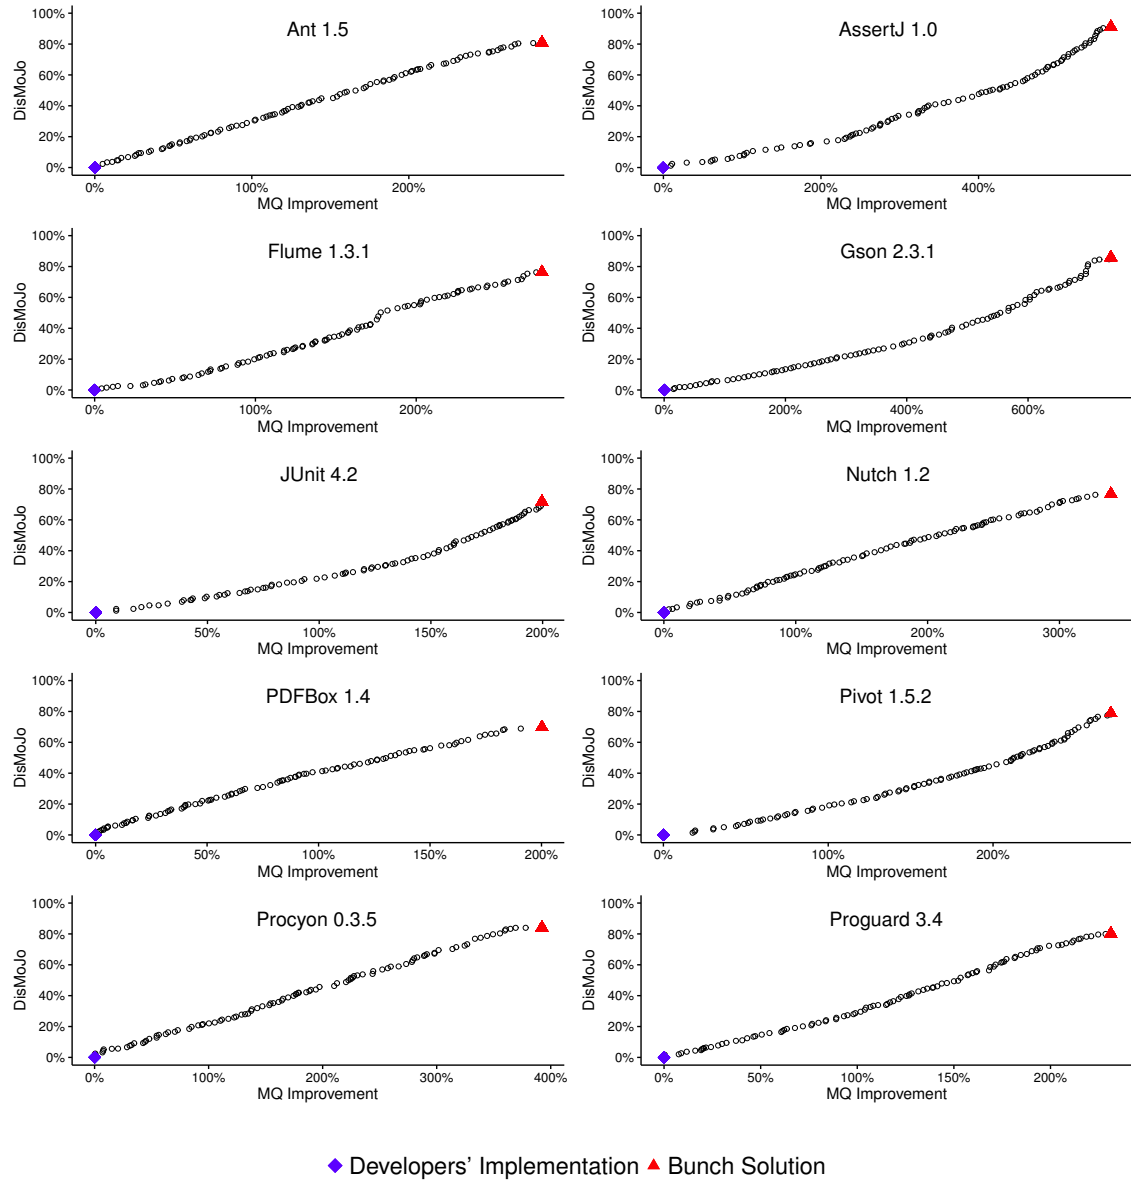 Ant 1.5
DisMoJo
100%
80%
60%
40%
20%
0%
0% 100% 200%
MQ Improvement
AssertJ 1.0
DisMoJo
100%
80%
60%
40%
20%
0%
0% 200% 400%
MQ Improvement
Flume 1.3.1
DisMoJo
100%
80%
60%
40%
20%
0%
0% 100% 200%
MQ Improvement
Gson 2.3.1
DisMoJo
100%
80%
60%
40%
20%
0%
0% 200% 400% 600%
MQ Improvement
JUnit 4.2
DisMoJo
100%
80%
60%
40%
20%
0%
0% 50% 100% 150% 200%
MQ Improvement
Nutch 1.2
DisMoJo
100%
80%
60%
40%
20%
0%
0% 100% 200% 300%
MQ Improvement
PDFBox 1.4
DisMoJo
100%
80%
60%
40%
20%
0%
0% 50% 100% 150% 200%
MQ Improvement
Pivot 1.5.2
DisMoJo
100%
80%
60%
40%
20%
0%
0% 100% 200%
MQ Improvement
Procyon 0.3.5
DisMoJo
100%
80%
60%
40%
20%
0%
0% 100% 200% 300% 400%
MQ Improvement
Proguard 3.4
DisMoJo
100%
80%
60%
40%
20%
0%
0% 50% 100% 150% 200%
MQ Improvement
Developers' Implementation Bunch Solution